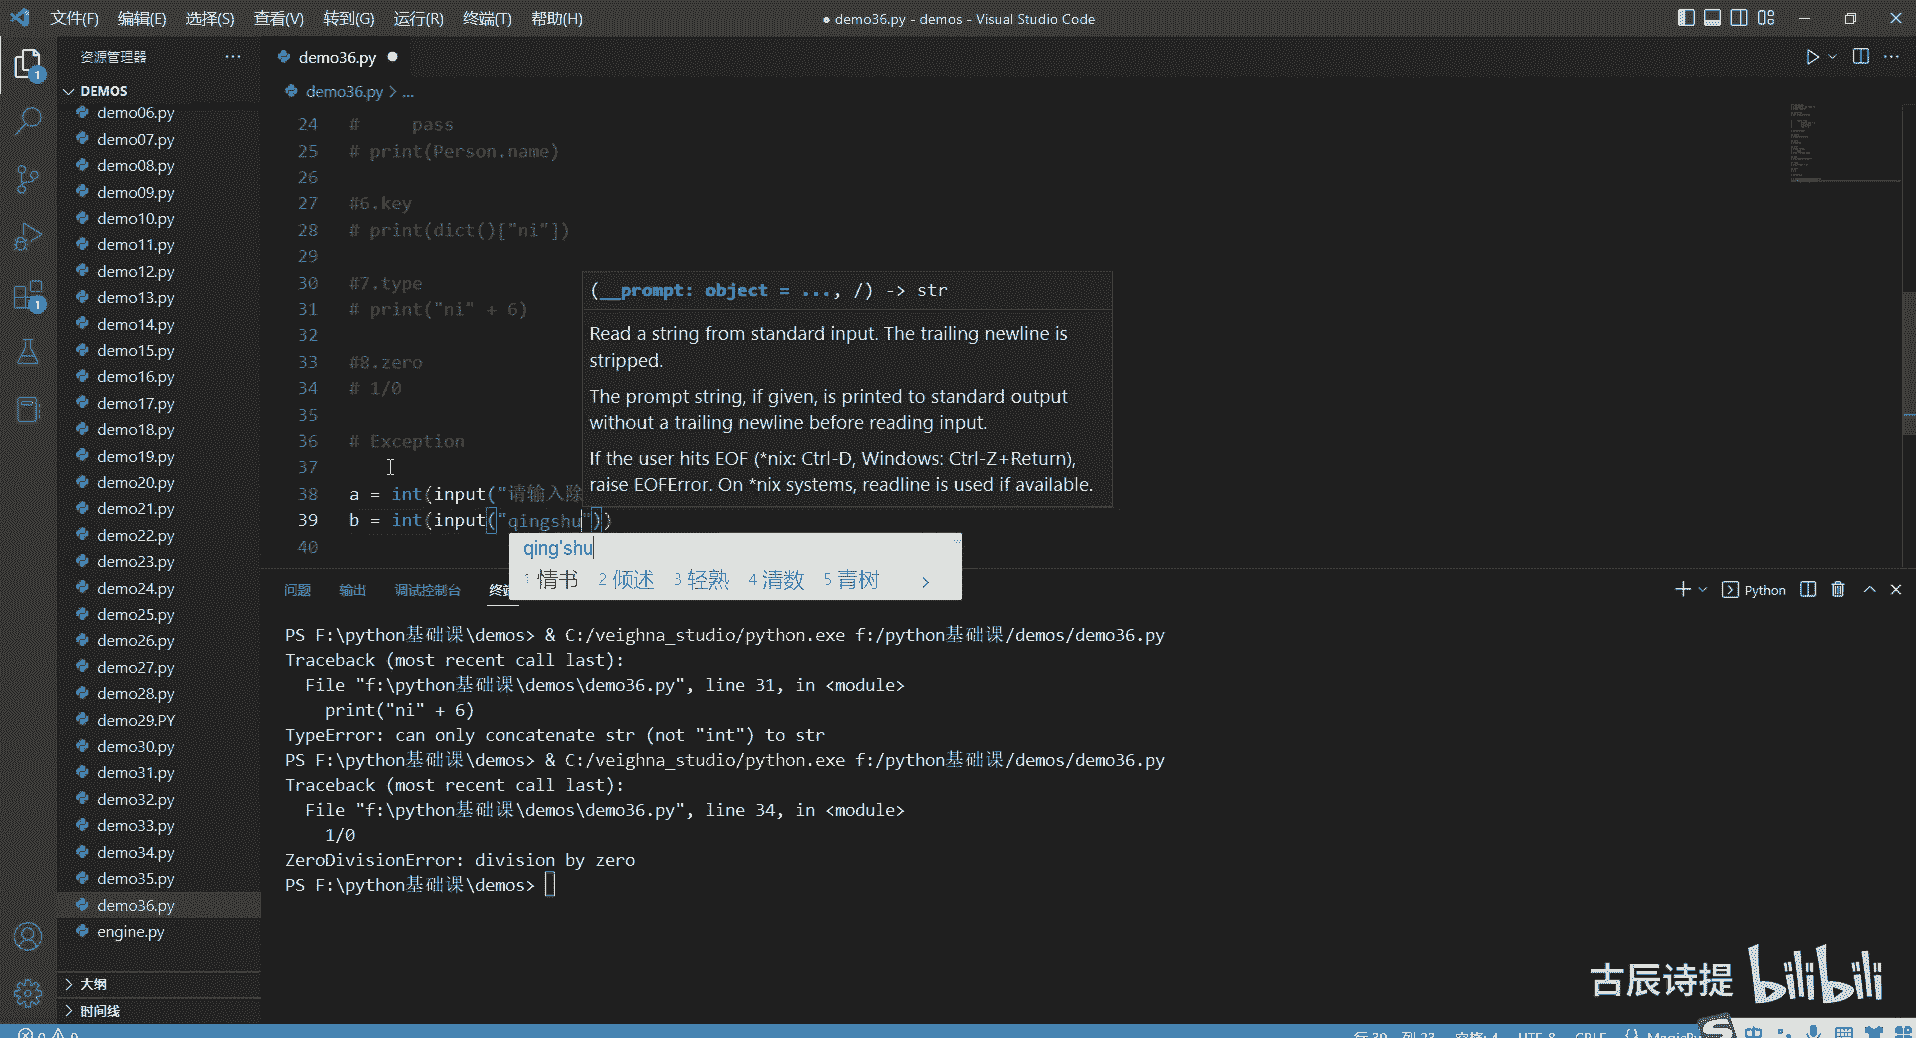 文件(F) 编辑(E) 选择(S) 查看(V) 转到(G) 运行(R) 终端(T) 帮助(H)
● demo36.py - demos - Visual Studio Code
资源管理器
DEMOS
demo06.py
demo07.py
demo08.py
demo09.py
demo10.py
demo11.py
demo12.py
demo13.py
demo14.py
demo15.py
demo16.py
demo17.py
demo18.py
demo19.py
demo20.py
demo21.py
demo22.py
demo23.py
demo24.py
demo25.py
demo26.py
demo27.py
demo28.py
demo29.PY
demo30.py
demo31.py
demo32.py
demo33.py
demo34.py
demo35.py
demo36.py
engine.py
大纲
时间线
demo36.py ●
demo36.py > ...
24 #     pass
25 # print(Person.name)
26
27 #6.key
28 # print(dict()["ni"])
29
30 #7.type
31 # print("ni" + 6)
32
33 #8.zero
34 # 1/0
35
36 # Exception
37
38 a = int(input("请输入除
39 b = int(input("qingshu"))
40
(__prompt: object = ..., /) -> str
Read a string from standard input. The trailing newline is
stripped.
The prompt string, if given, is printed to standard output
without a trailing newline before reading input.
If the user hits EOF (*nix: Ctrl-D, Windows: Ctrl-Z+Return),
raise EOFError. On *nix systems, readline is used if available.
qing'shu
1 情书 2 倾述 3 轻熟 4 清数 5 青树
问题 输出 调试控制台 终端
Python
PS F:\python基础课\demos> & C:/veighna_studio/python.exe f:/python基础课/demos/demo36.py
Traceback (most recent call last):
  File "f:\python基础课\demos\demo36.py", line 31, in <module>
    print("ni" + 6)
TypeError: can only concatenate str (not "int") to str
PS F:\python基础课\demos> & C:/veighna_studio/python.exe f:/python基础课/demos/demo36.py
Traceback (most recent call last):
  File "f:\python基础课\demos\demo36.py", line 34, in <module>
    1/0
ZeroDivisionError: division by zero
PS F:\python基础课\demos>
古辰诗提 bilibili